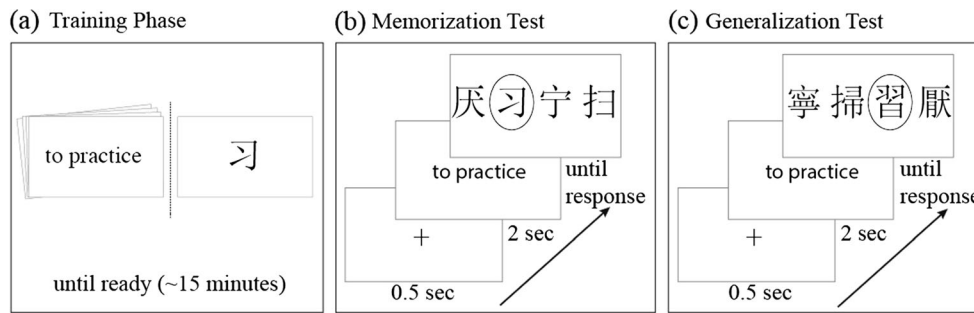 (a) Training Phase
to practice
习
until ready (~15 minutes)
(b) Memorization Test
厌 习 宁 扫
to practice
until
response
+
2 sec
0.5 sec
(c) Generalization Test
寧 掃 習 厭
to practice
until
response
+
2 sec
0.5 sec